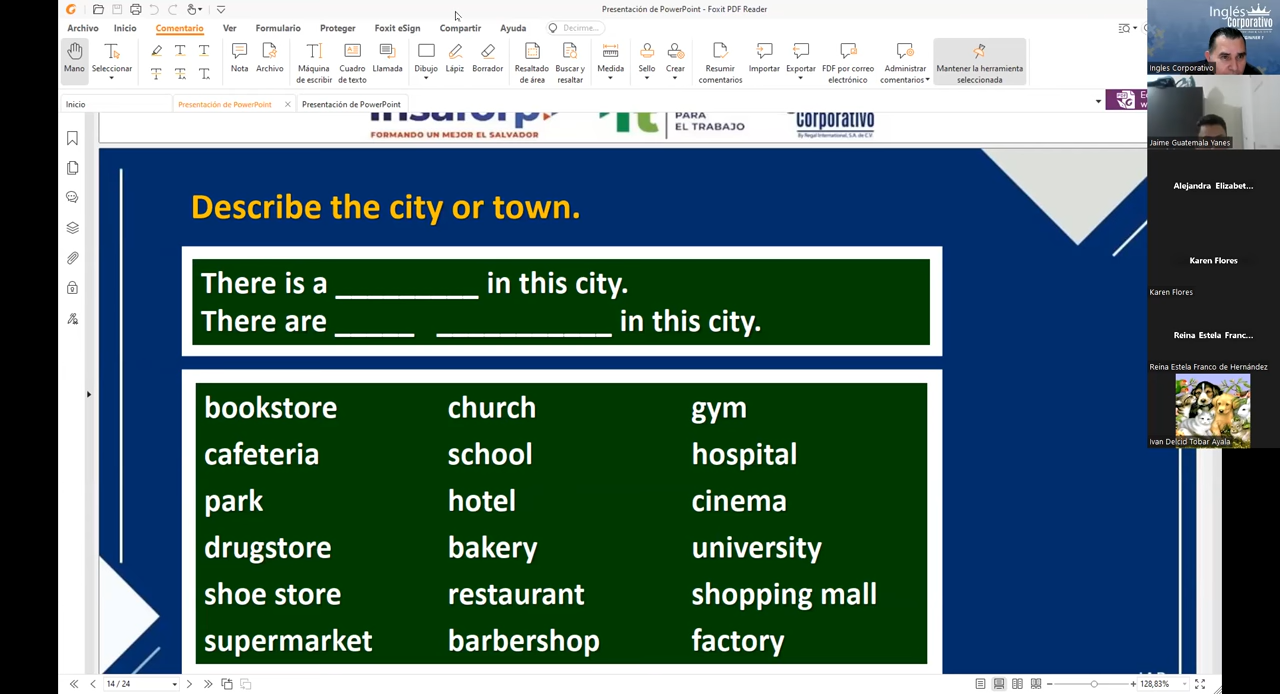 Presentación de PowerPoint - Foxit PDF Reader
Archivo Inicio Comentario Ver Formulario Proteger Foxit eSign Compartir Ayuda Decirme...
Mano Seleccionar Nota Archivo Máquina de escribir Cuadro de texto Llamada Dibujo Lápiz Borrador Resaltado de área Buscar y resaltar Medida Sello Crear Resumir comentarios Importar Exportar FDF por correo electrónico Administrar comentarios Mantener la herramienta seleccionada
Inicio Presentación de PowerPoint Presentación de PowerPoint
FORMANDO UN MEJOR EL SALVADOR
PARA
EL TRABAJO
Corporativo
Describe the city or town.
There is a _________ in this city.
There are _____ ___________ in this city.
bookstore church gym
cafeteria school hospital
park hotel cinema
drugstore bakery university
shoe store restaurant shopping mall
supermarket barbershop factory
14 / 24
128,83%
Inglés
Corporativo
Ingles Corporativo
Jaime Guatemala Yanes
Alejandra Elizabet...
Karen Flores
Karen Flores
Reina Estela Franc...
Reina Estela Franco de Hernández
Ivan Delcid Tobar Ayala